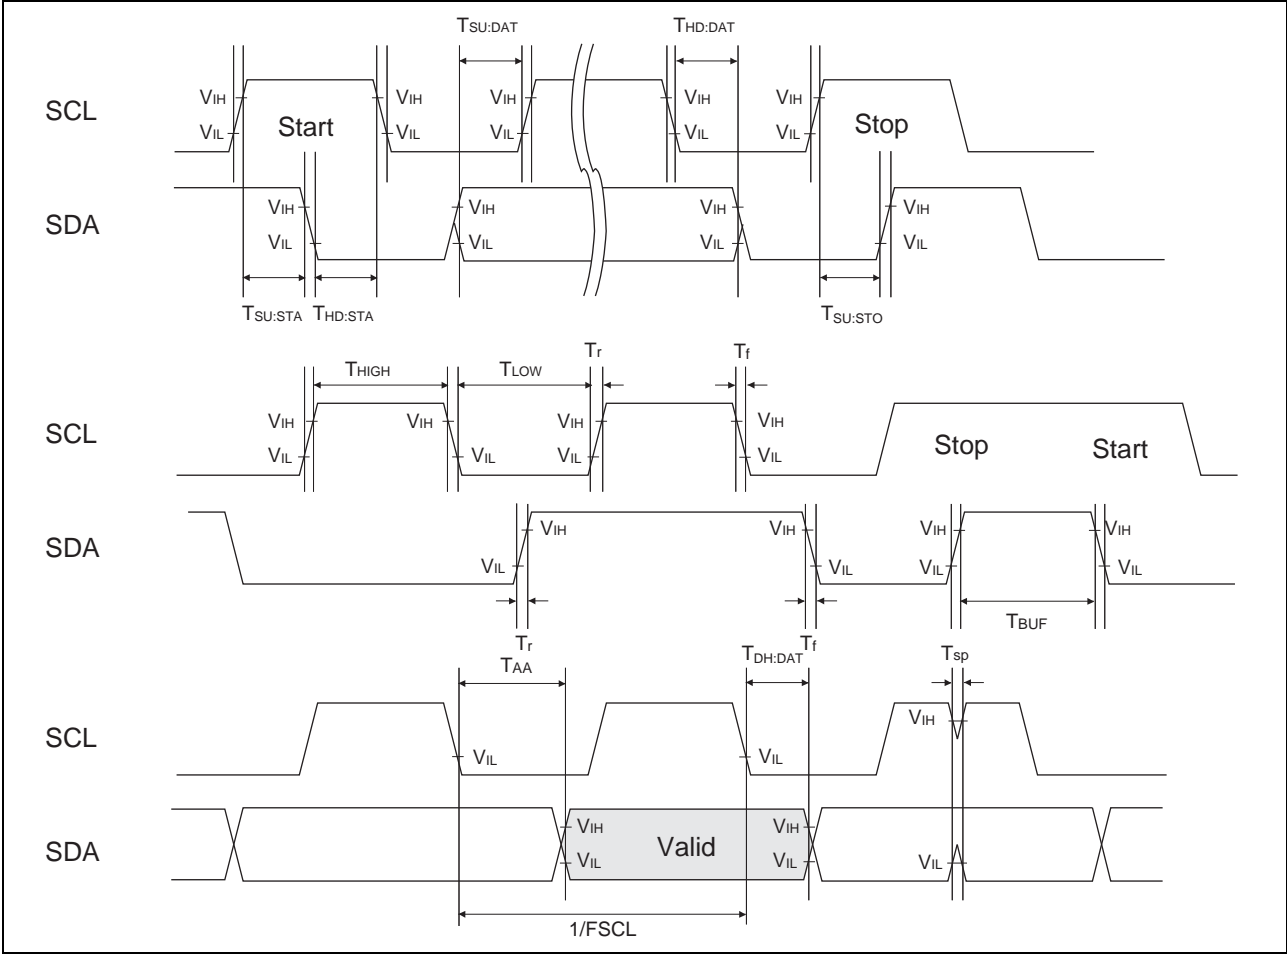 TSU:DAT THD:DAT
SCL VIH VIH VIH VIH VIH
VIL VIL VIL VIL VIL
Start Stop
SDA VIH VIH VIH VIH
VIL VIL VIL VIL
TSU:STA THD:STA TSU:STO
THIGH TLOW Tr Tf
SCL VIH VIH VIH VIH
VIL VIL VIL VIL
Stop Start
SDA VIH VIH VIH VIH
VIL VIL VIL VIL
TBUF
Tr Tf
TAA TDH:DAT Tsp
SCL VIH
VIL VIL
SDA VIH Valid VIH
VIL VIL VIL
1/FSCL